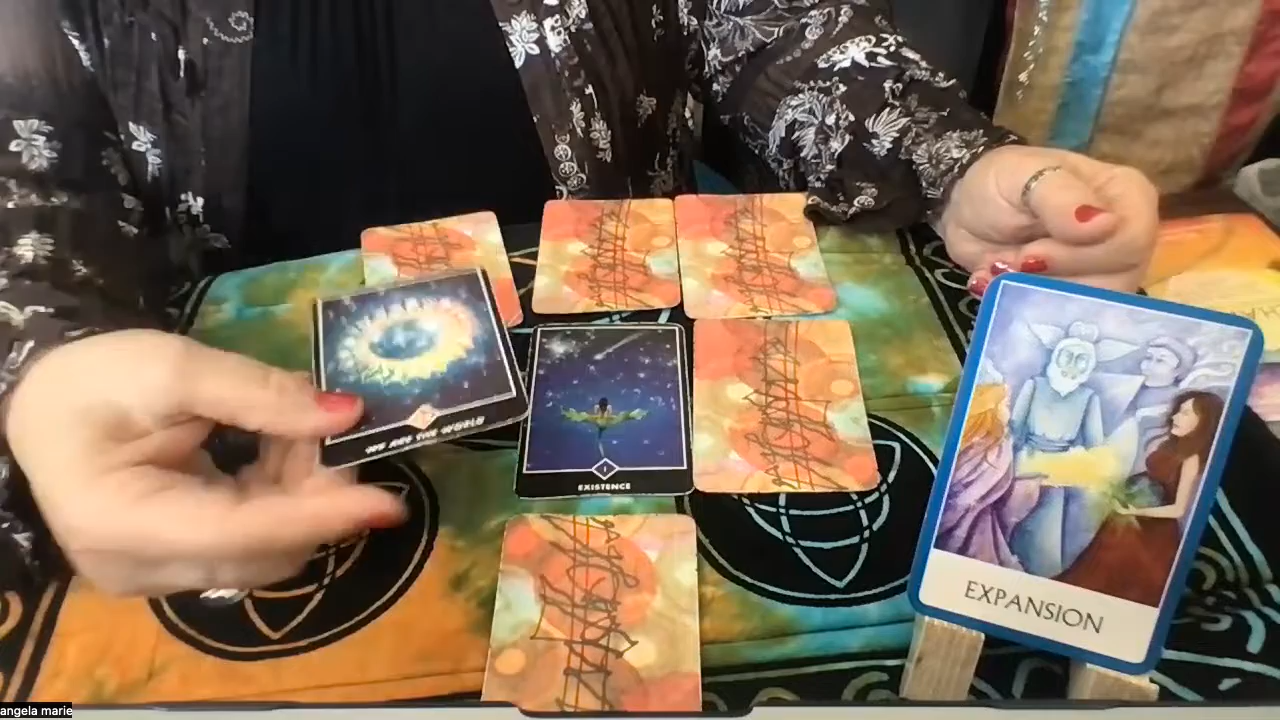 WE ARE THE WORLD
I
EXISTENCE
EXPANSION
angela marie